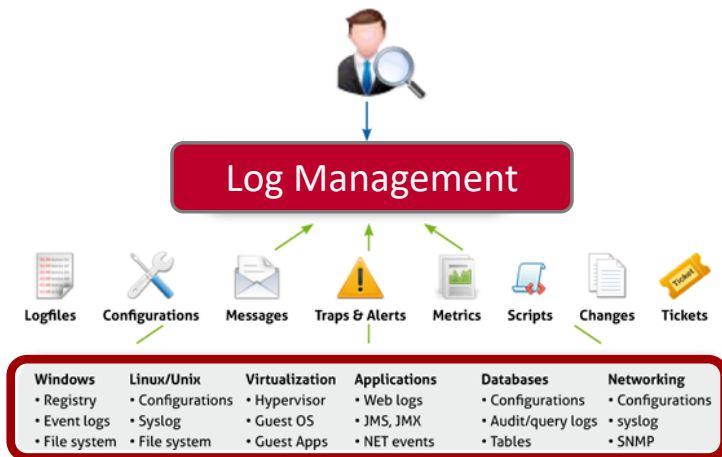 Log Management
Logfiles Configurations Messages Traps & Alerts Metrics Scripts Changes Tickets
Ticket
Windows Linux/Unix Virtualization Applications Databases Networking
• Registry • Configurations • Hypervisor • Web logs • Configurations • Configurations
• Event logs • Syslog • Guest OS • JMS, JMX • Audit/query logs • syslog
• File system • File system • Guest Apps • NET events • Tables • SNMP